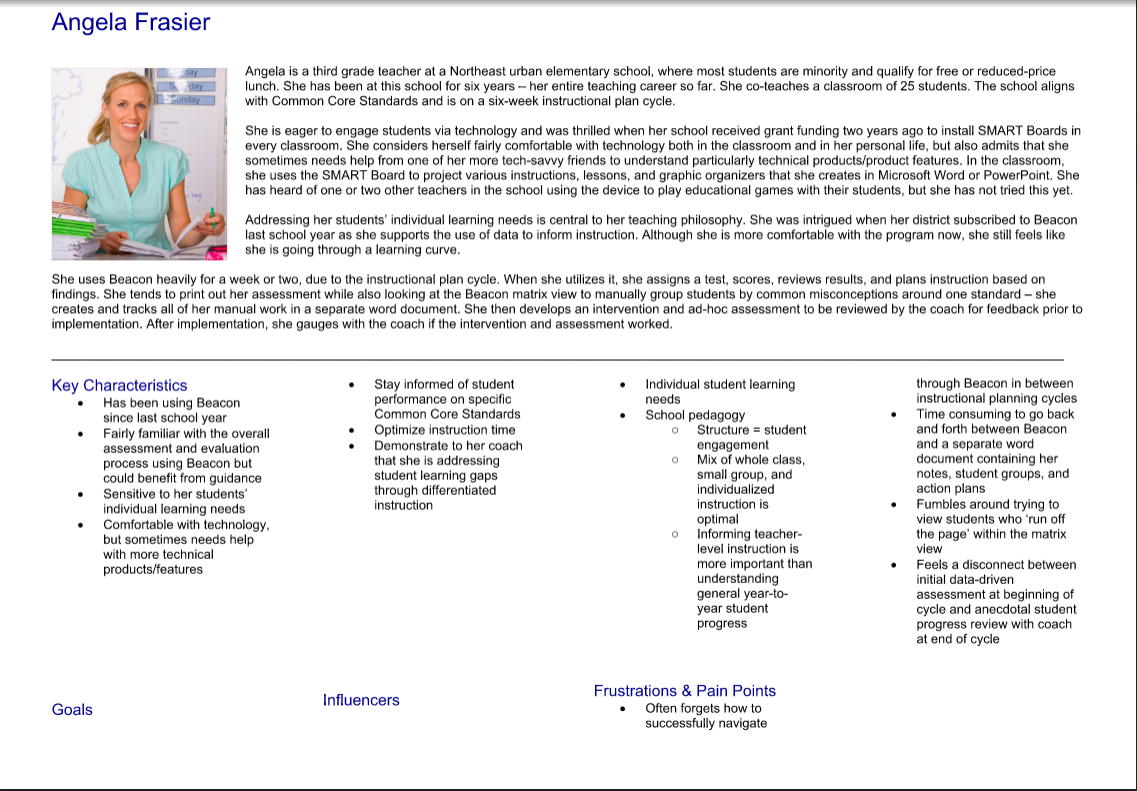 Angela Frasier
day
day
onday
Angela is a third grade teacher at a Northeast urban elementary school, where most students are minority and qualify for free or reduced-price
lunch. She has been at this school for six years – her entire teaching career so far. She co-teaches a classroom of 25 students. The school aligns
with Common Core Standards and is on a six-week instructional plan cycle.
She is eager to engage students via technology and was thrilled when her school received grant funding two years ago to install SMART Boards in
every classroom. She considers herself fairly comfortable with technology both in the classroom and in her personal life, but also admits that she
sometimes needs help from one of her more tech-savvy friends to understand particularly technical products/product features. In the classroom,
she uses the SMART Board to project various instructions, lessons, and graphic organizers that she creates in Microsoft Word or PowerPoint. She
has heard of one or two other teachers in the school using the device to play educational games with their students, but she has not tried this yet.
Addressing her students' individual learning needs is central to her teaching philosophy. She was intrigued when her district subscribed to Beacon
last school year as she supports the use of data to inform instruction. Although she is more comfortable with the program now, she still feels like
she is going through a learning curve.
She uses Beacon heavily for a week or two, due to the instructional plan cycle. When she utilizes it, she assigns a test, scores, reviews results, and plans instruction based on
findings. She tends to print out her assessment while also looking at the Beacon matrix view to manually group students by common misconceptions around one standard – she
creates and tracks all of her manual work in a separate word document. She then develops an intervention and ad-hoc assessment to be reviewed by the coach for feedback prior to
implementation. After implementation, she gauges with the coach if the intervention and assessment worked.
Key Characteristics
• Has been using Beacon
since last school year
• Fairly familiar with the overall
assessment and evaluation
process using Beacon but
could benefit from guidance
• Sensitive to her students'
individual learning needs
• Comfortable with technology,
but sometimes needs help
with more technical
products/features
Goals
• Stay informed of student
performance on specific
Common Core Standards
• Optimize instruction time
• Demonstrate to her coach
that she is addressing
student learning gaps
through differentiated
instruction
Influencers
• Individual student learning
needs
• School pedagogy
○ Structure = student
engagement
○ Mix of whole class,
small group, and
individualized
instruction is
optimal
○ Informing teacher-
level instruction is
more important than
understanding
general year-to-
year student
progress
Frustrations & Pain Points
• Often forgets how to
successfully navigate
through Beacon in between
instructional planning cycles
• Time consuming to go back
and forth between Beacon
and a separate word
document containing her
notes, student groups, and
action plans
• Fumbles around trying to
view students who 'run off
the page' within the matrix
view
• Feels a disconnect between
initial data-driven
assessment at beginning of
cycle and anecdotal student
progress review with coach
at end of cycle